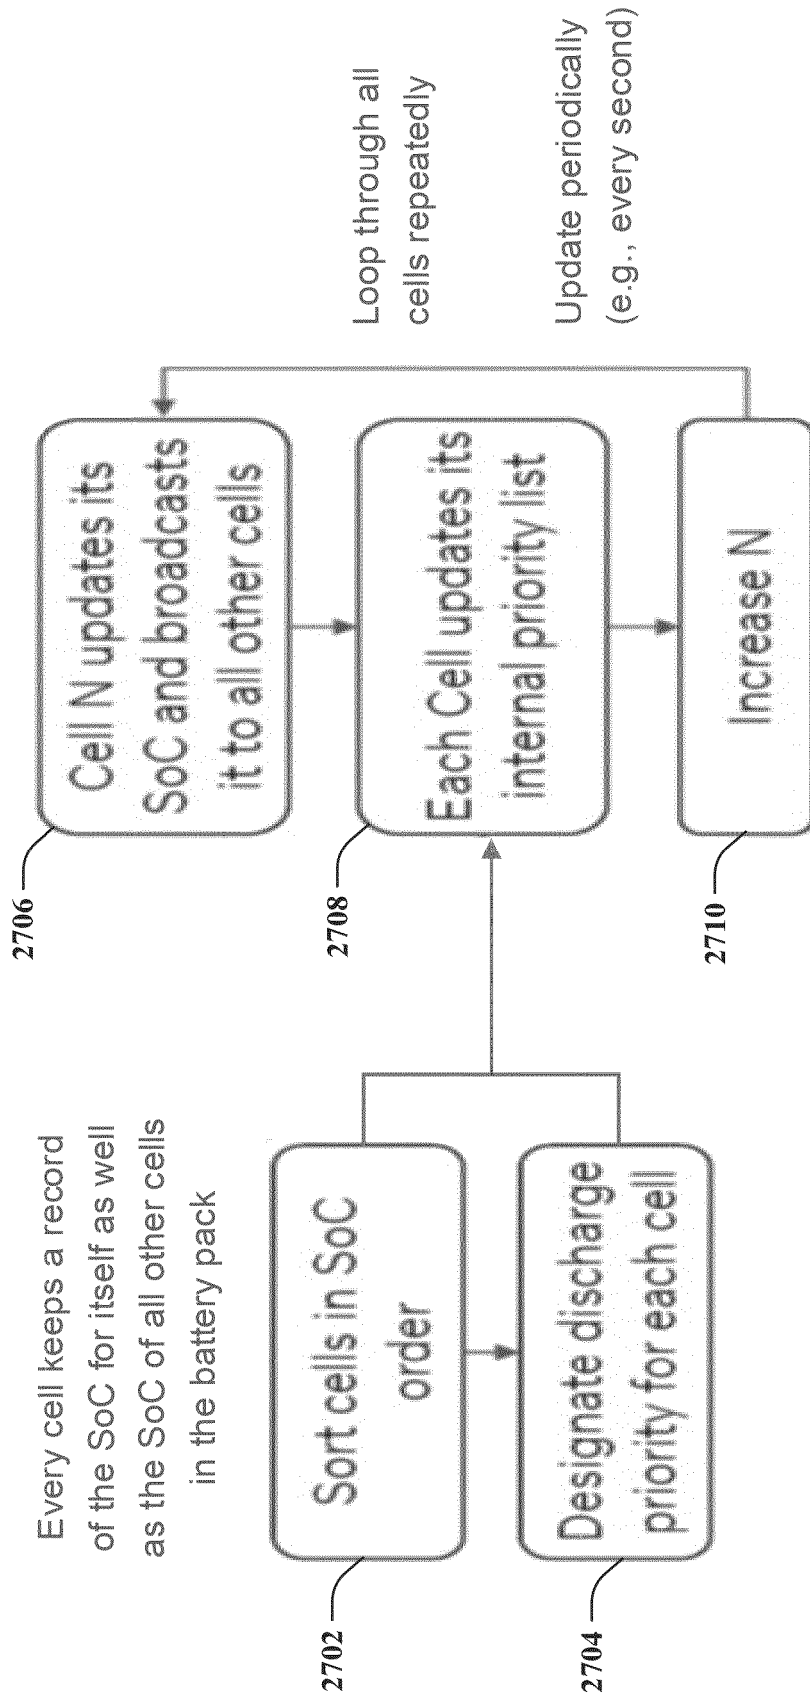 Every cell keeps a record
of the SoC for itself as well
as the SoC of all other cells
in the battery pack
2702
Sort cells in SoC
order
2704
Designate discharge
priority for each cell
2706
Cell N updates its
SoC and broadcasts
it to all other cells
2708
Each Cell updates its
internal priority list
2710
Increase N
Loop through all
cells repeatedly
Update periodically
(e.g., every second)